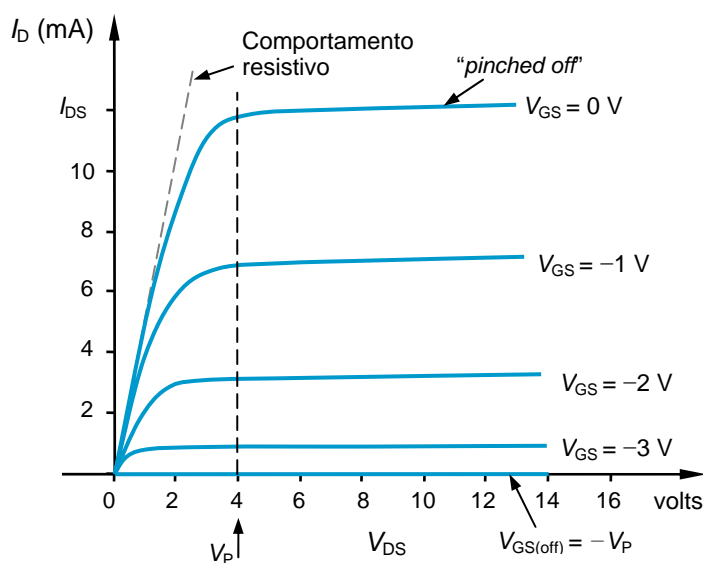 I_D (mA)
Comportamento
resistivo
"pinched off"
I_DS
V_GS = 0 V
10
8
V_GS = −1 V
6
4
V_GS = −2 V
2
V_GS = −3 V
0 2 4 6 8 10 12 14 16 volts
V_P
V_DS
V_GS(off) = −V_P